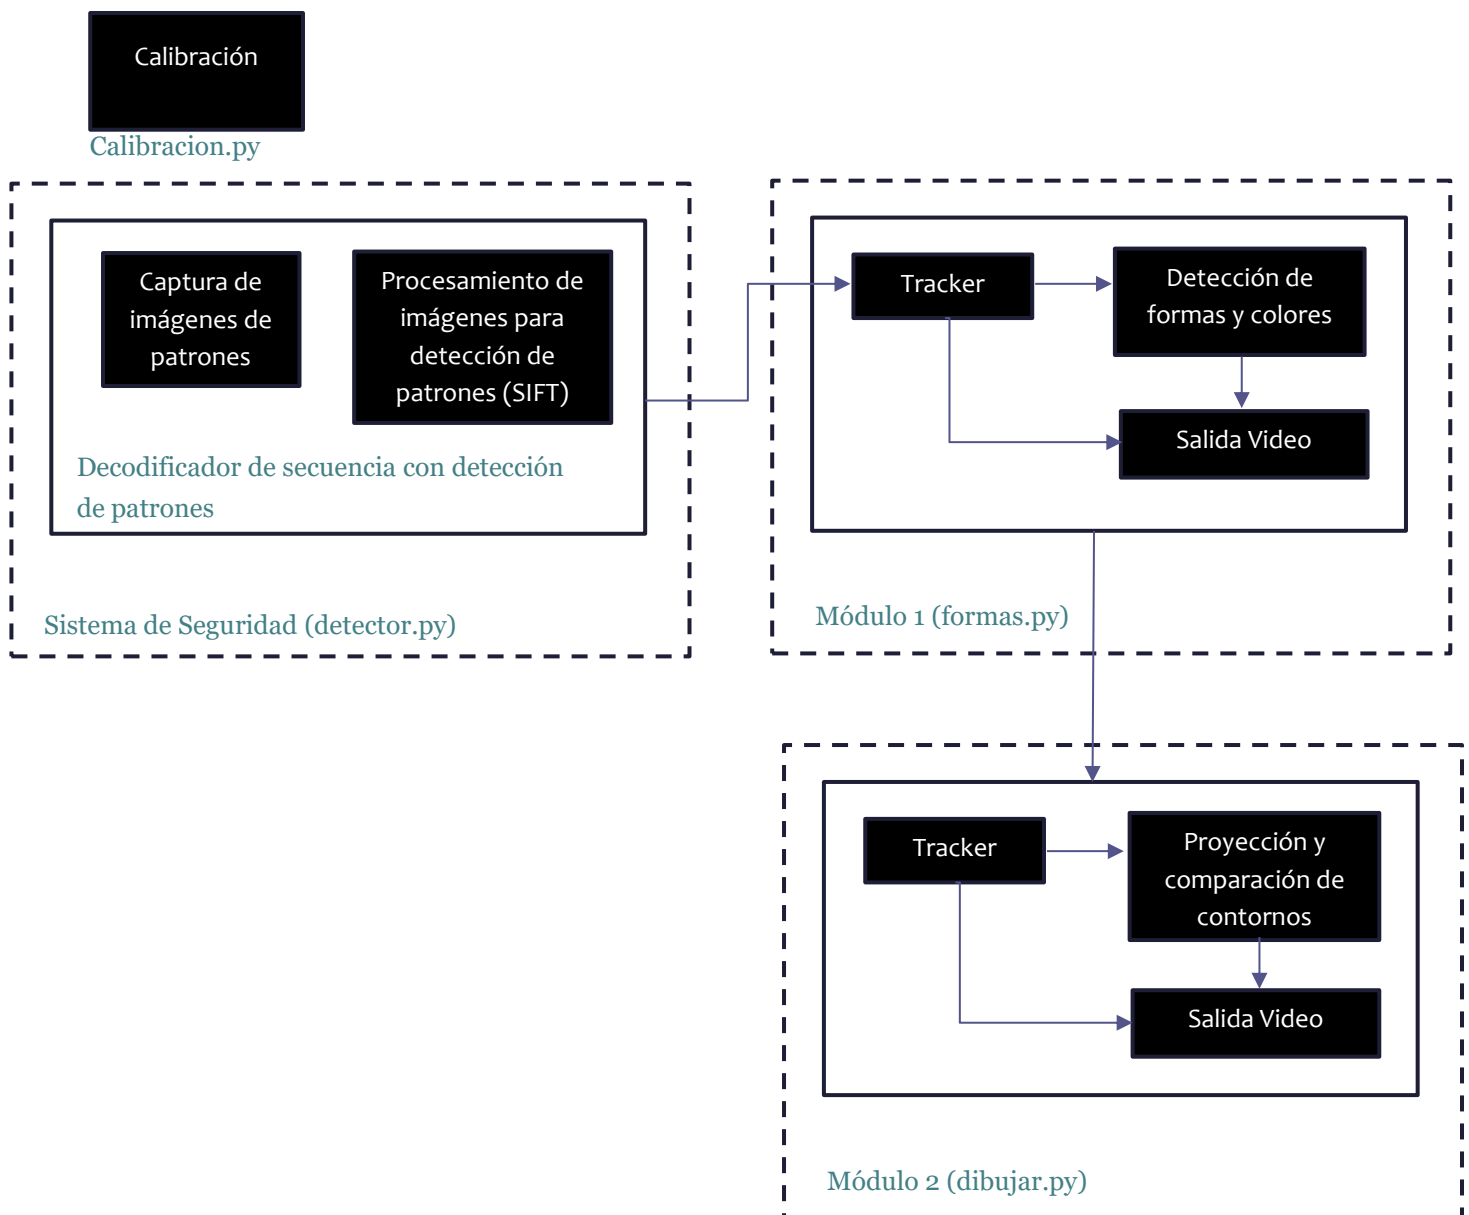 Calibración
Calibracion.py
Captura de
imágenes de
patrones
Procesamiento de
imágenes para
detección de
patrones (SIFT)
Decodificador de secuencia con detección
de patrones
Sistema de Seguridad (detector.py)
Tracker
Detección de
formas y colores
Salida Video
Módulo 1 (formas.py)
Tracker
Proyección y
comparación de
contornos
Salida Video
Módulo 2 (dibujar.py)